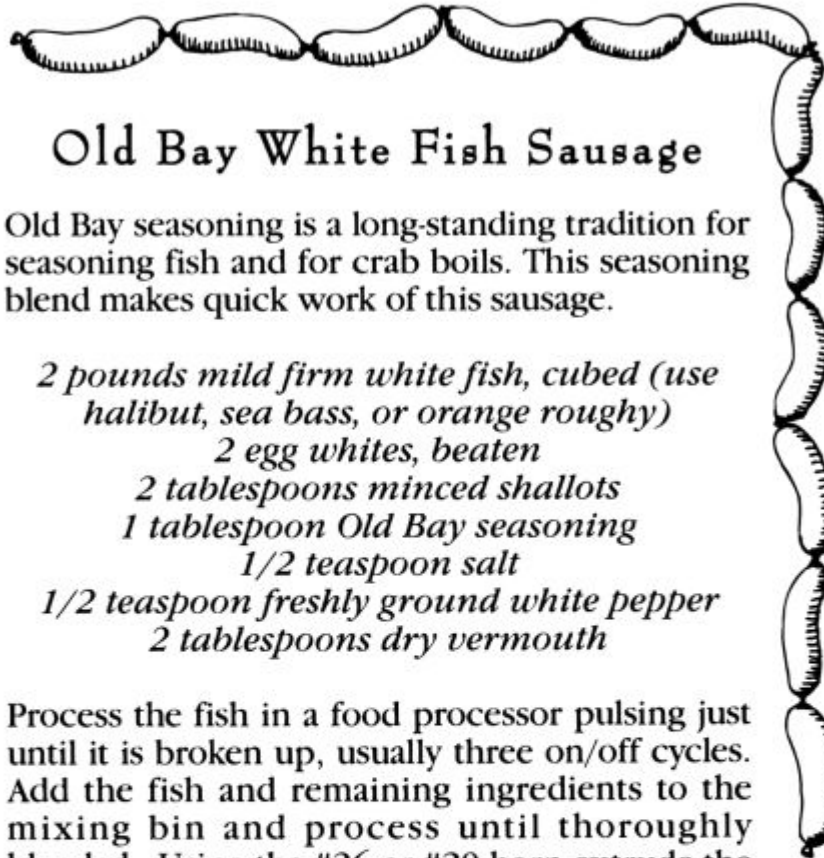 Old Bay White Fish Sausage
Old Bay seasoning is a long-standing tradition for
seasoning fish and for crab boils. This seasoning
blend makes quick work of this sausage.
2 pounds mild firm white fish, cubed (use
halibut, sea bass, or orange roughy)
2 egg whites, beaten
2 tablespoons minced shallots
1 tablespoon Old Bay seasoning
1/2 teaspoon salt
1/2 teaspoon freshly ground white pepper
2 tablespoons dry vermouth
Process the fish in a food processor pulsing just
until it is broken up, usually three on/off cycles.
Add the fish and remaining ingredients to the
mixing bin and process until thoroughly